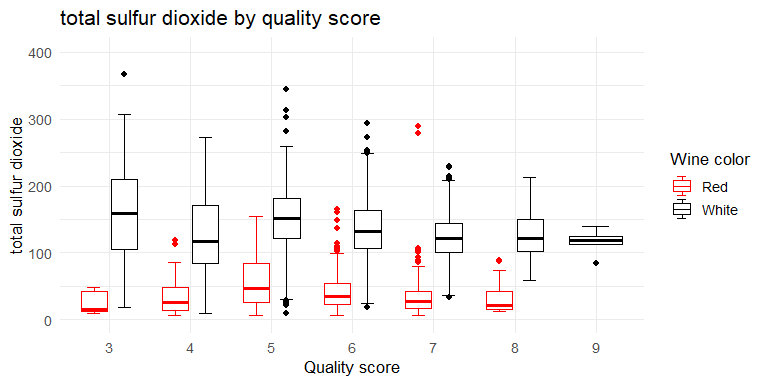 total sulfur dioxide by quality score
400
300
200
100
0
total sulfur dioxide
3 4 5 6 7 8 9
Quality score
Wine color
Red
White